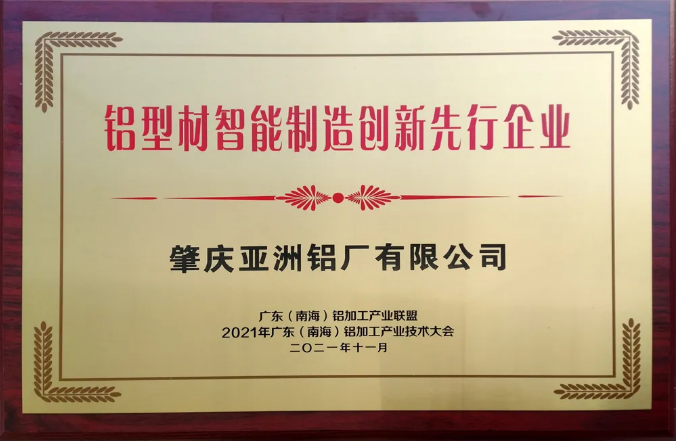 铝型材智能制造创新先行企业
肇庆亚洲铝厂有限公司
广东（南海）铝加工产业联盟
2021年广东（南海）铝加工产业技术大会
二〇二一年十一月